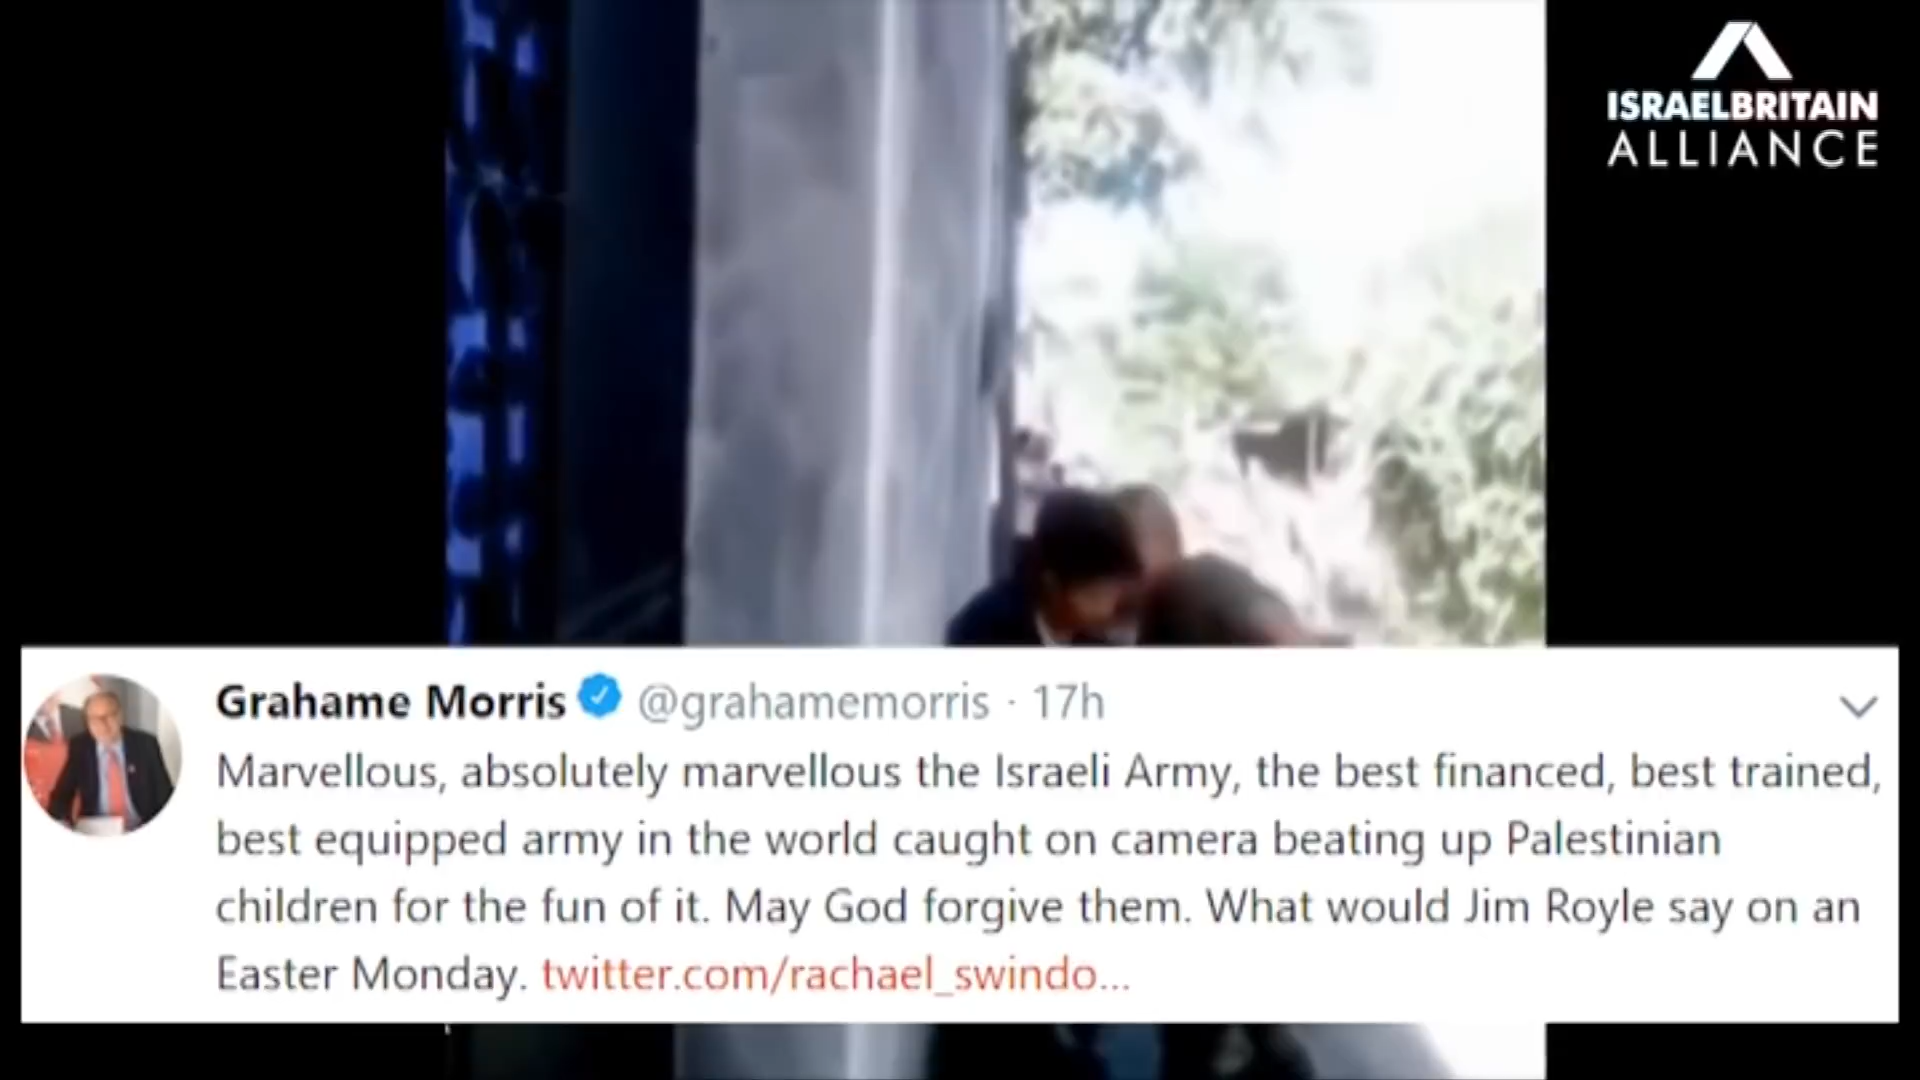 ISRAELBRITAIN
ALLIANCE
Grahame Morris @grahamemorris · 17h
Marvellous, absolutely marvellous the Israeli Army, the best financed, best trained,
best equipped army in the world caught on camera beating up Palestinian
children for the fun of it. May God forgive them. What would Jim Royle say on an
Easter Monday. twitter.com/rachael_swindo...